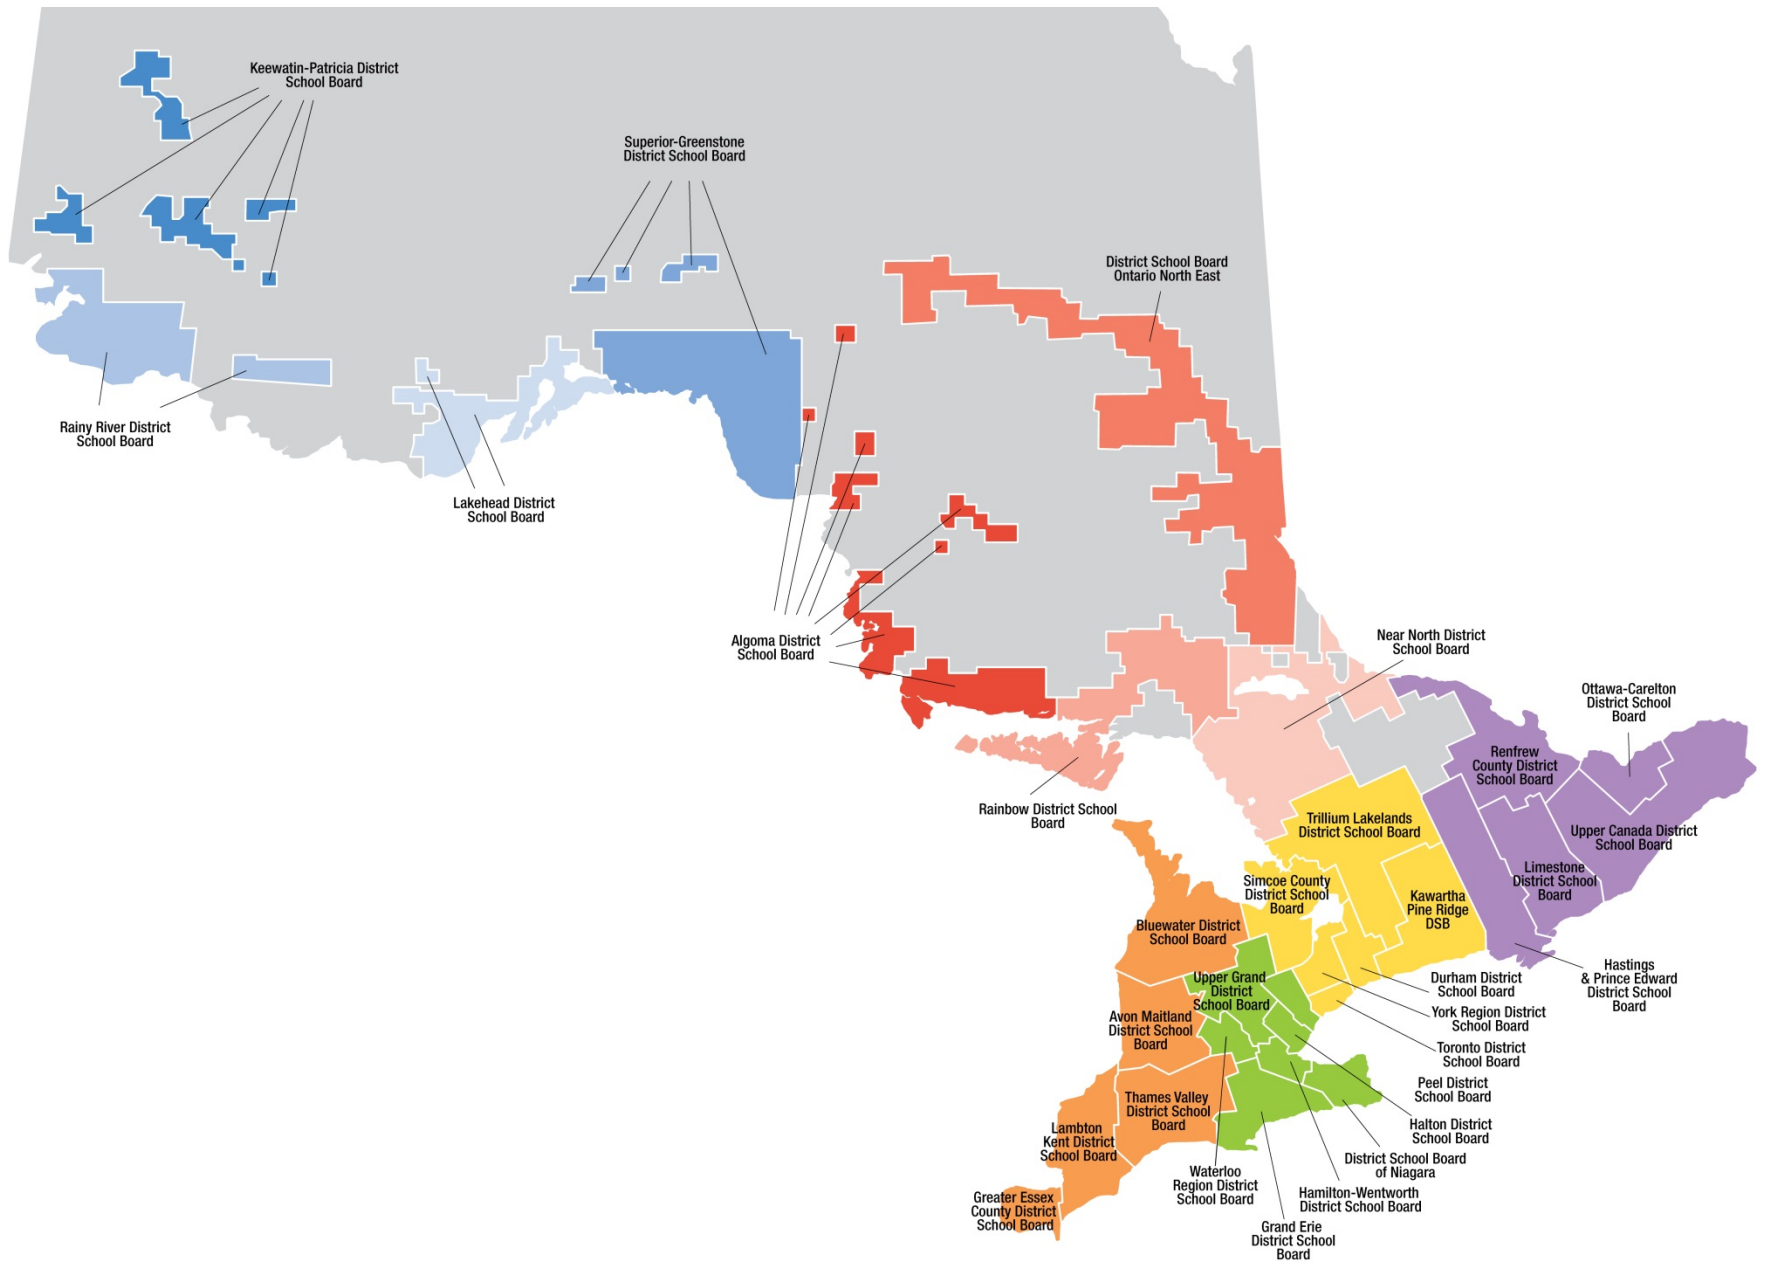 Keewatin-Patricia District
School Board
Superior-Greenstone
District School Board
District School Board
Ontario North East
Rainy River District
School Board
Lakehead District
School Board
Algoma District
School Board
Near North District
School Board
Ottawa-Carelton
District School
Board
Renfrew
County District
School Board
Rainbow District School
Board
Trillium Lakelands
District School Board
Upper Canada District
School Board
Limestone
District School
Board
Simcoe County
District School
Board
Kawartha
Pine Ridge
DSB
Bluewater District
School Board
Hastings
& Prince Edward
District School
Board
Upper Grand
District
School Board
Durham District
School Board
Avon Maitland
District School
Board
York Region District
School Board
Toronto District
School Board
Peel District
School Board
Thames Valley
District School
Board
Halton District
School Board
Lambton
Kent District
School Board
District School Board
of Niagara
Waterloo
Region District
School Board
Hamilton-Wentworth
District School Board
Greater Essex
County District
School Board
Grand Erie
District School
Board